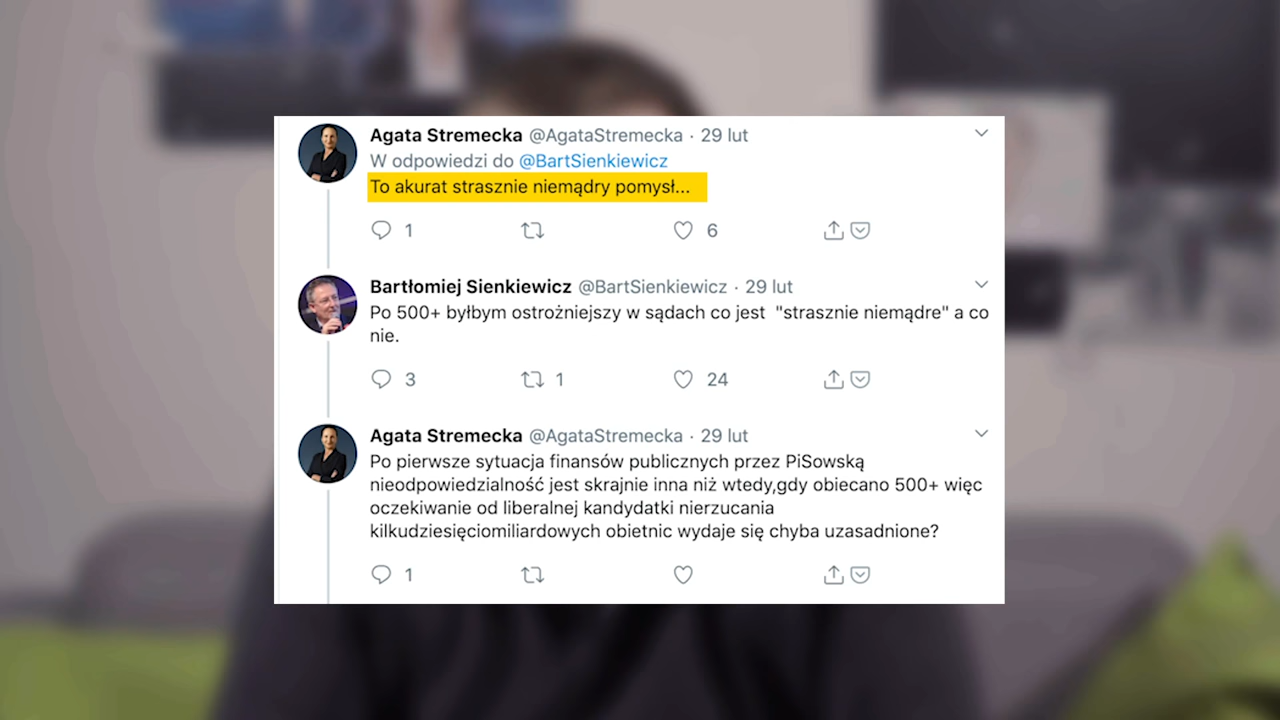 Agata Stremecka @AgataStremecka · 29 lut
W odpowiedzi do @BartSienkiewicz
To akurat strasznie niemądry pomysł...
1 6
Bartłomiej Sienkiewicz @BartSienkiewicz · 29 lut
Po 500+ byłbym ostrożniejszy w sądach co jest "strasznie niemądre" a co
nie.
3 1 24
Agata Stremecka @AgataStremecka · 29 lut
Po pierwsze sytuacja finansów publicznych przez PiSowską
nieodpowiedzialność jest skrajnie inna niż wtedy,gdy obiecano 500+ więc
oczekiwanie od liberalnej kandydatki nierzucania
kilkudziesięciomiliardowych obietnic wydaje się chyba uzasadnione?
1